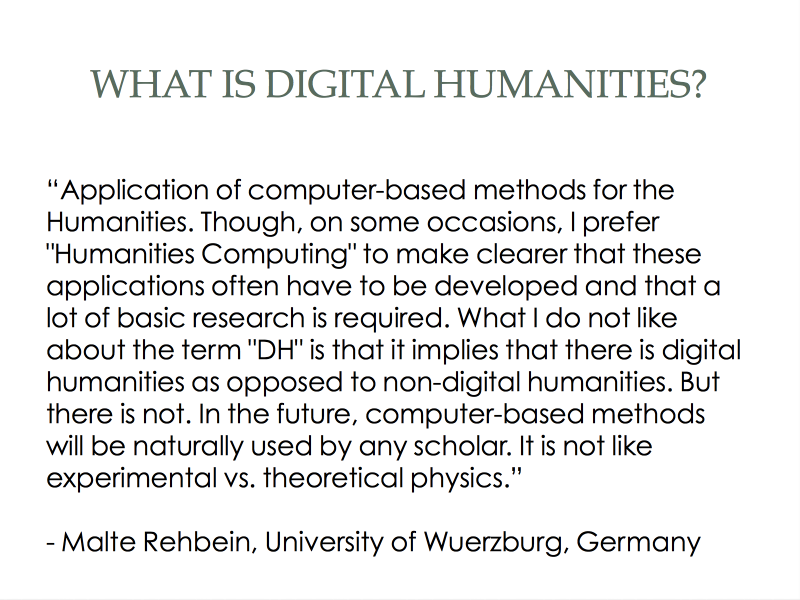 WHAT IS DIGITAL HUMANITIES?
“Application of computer-based methods for the
Humanities. Though, on some occasions, I prefer
"Humanities Computing" to make clearer that these
applications often have to be developed and that a
lot of basic research is required. What I do not like
about the term "DH" is that it implies that there is digital
humanities as opposed to non-digital humanities. But
there is not. In the future, computer-based methods
will be naturally used by any scholar. It is not like
experimental vs. theoretical physics.”
- Malte Rehbein, University of Wuerzburg, Germany